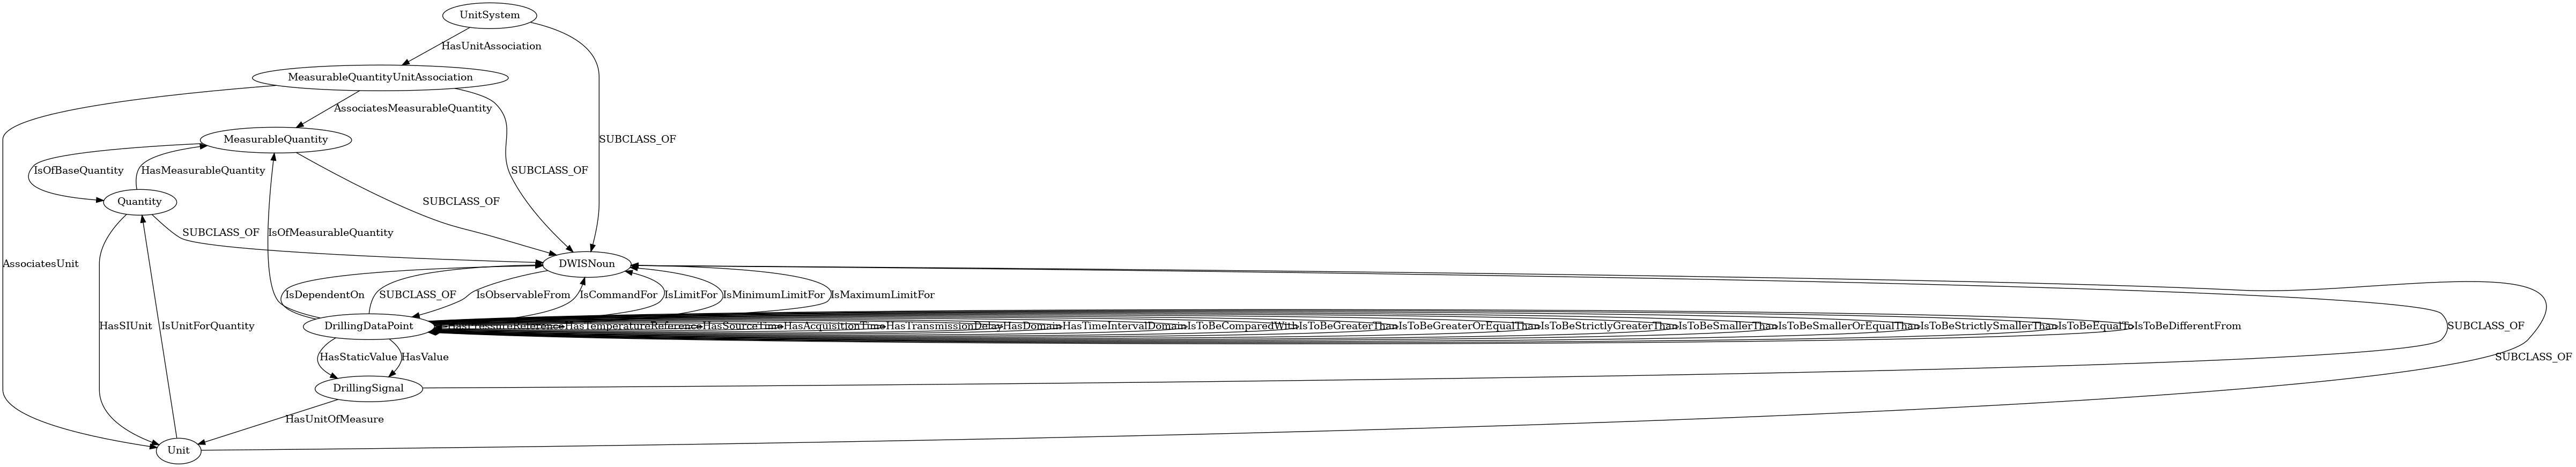 UnitSystem
HasUnitAssociation
MeasurableQuantityUnitAssociation
AssociatesMeasurableQuantity
MeasurableQuantity
SUBCLASS_OF
IsOfBaseQuantity
HasMeasurableQuantity
SUBCLASS_OF
Quantity
SUBCLASS_OF
SUBCLASS_OF
IsOfMeasurableQuantity
AssociatesUnit
DWISNoun
IsDependentOn
SUBCLASS_OF
IsObservableFrom
IsCommandFor
IsLimitFor
IsMinimumLimitFor
IsMaximumLimitFor
HasSIUnit
IsUnitForQuantity
DrillingDataPoint
HasPressureReference
HasTemperatureReference
HasSourceTime
HasAcquisitionTime
HasTransmissionDelay
HasDomain
HasTimeIntervalDomain
IsToBeComparedWith
IsToBeGreaterThan
IsToBeGreaterOrEqualThan
IsToBeStrictlyGreaterThan
IsToBeSmallerThan
IsToBeSmallerOrEqualThan
IsToBeStrictlySmallerThan
IsToBeEqualTo
IsToBeDifferentFrom
SUBCLASS_OF
HasStaticValue
HasValue
SUBCLASS_OF
DrillingSignal
HasUnitOfMeasure
Unit